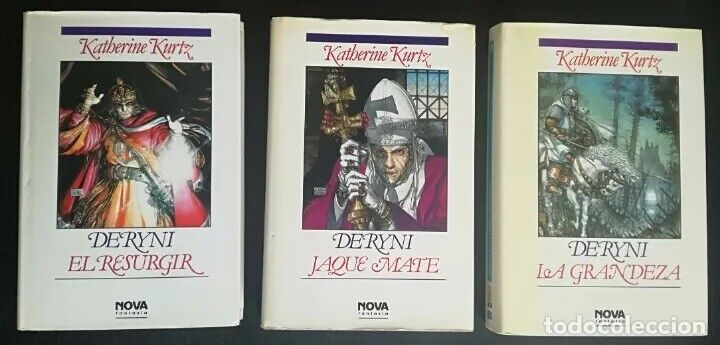 Katherine Kurtz
DERYNI
EL RESURGIR
NOVA
fantasía
Katherine Kurtz
DERYNI
JAQUE MATE
NOVA
fantasía
Katherine Kurtz
DERYNI
LA GRANDEZA
NOVA
fantasía
todocoleccion